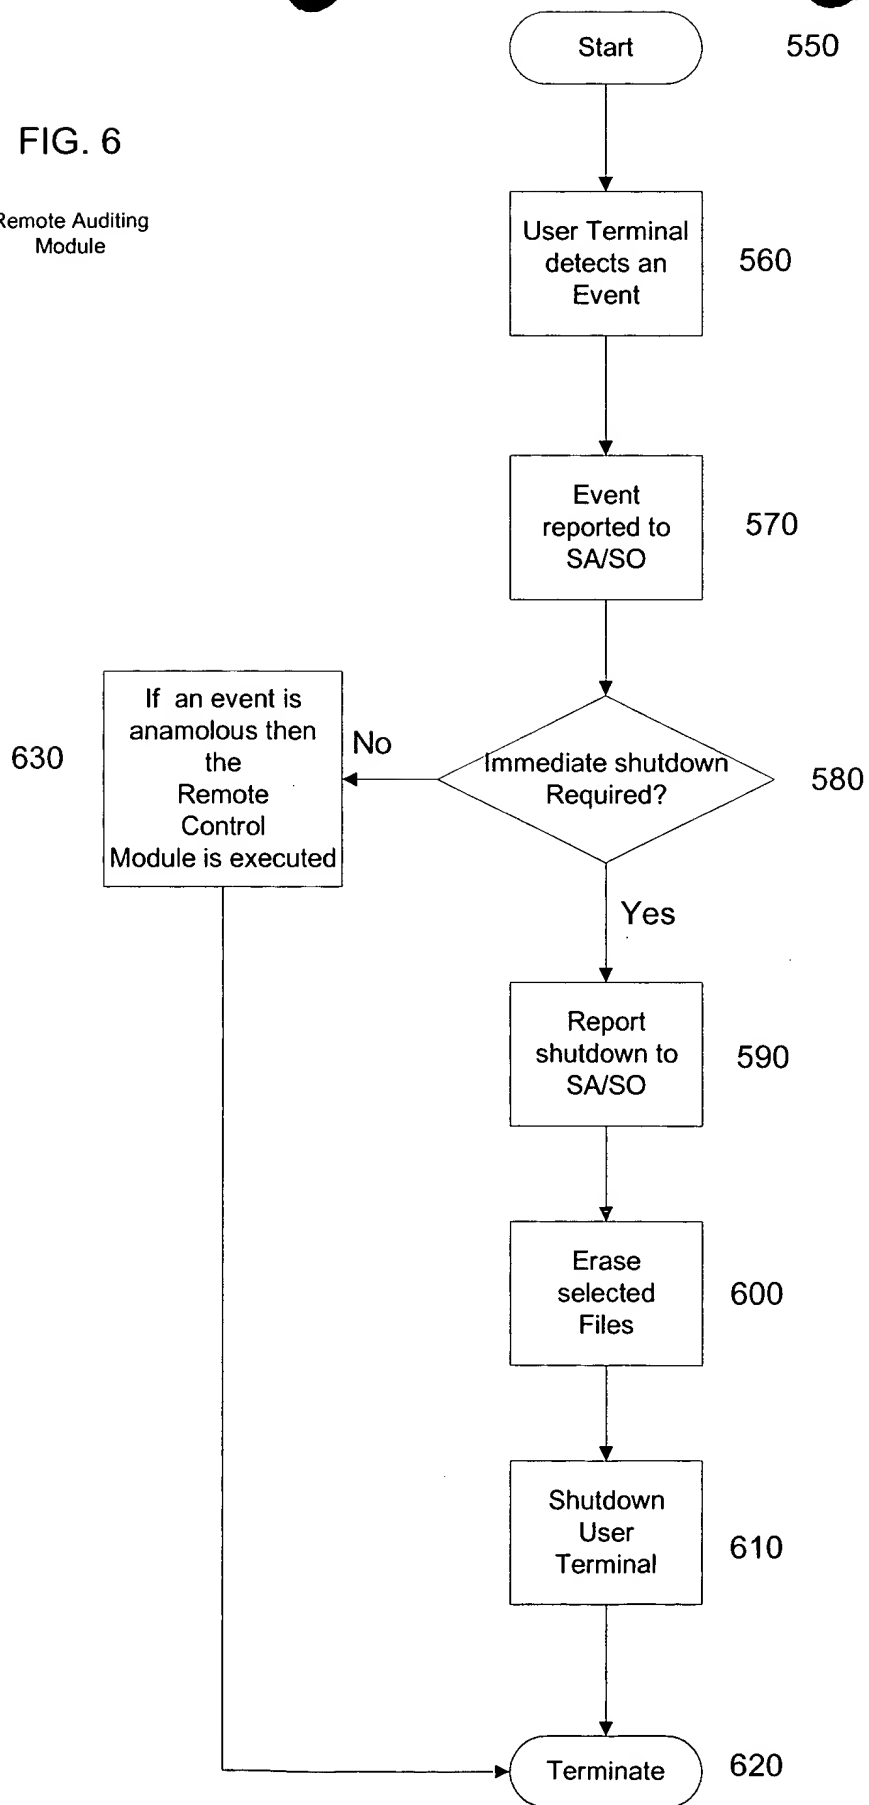 Start
550
FIG. 6
Remote Auditing
Module
User Terminal
detects an
Event
560
Event
reported to
SA/SO
570
If an event is
anamolous then
the
Remote
Control
Module is executed
630
No
Immediate shutdown
Required?
580
Yes
Report
shutdown to
SA/SO
590
Erase
selected
Files
600
Shutdown
User
Terminal
610
Terminate
620